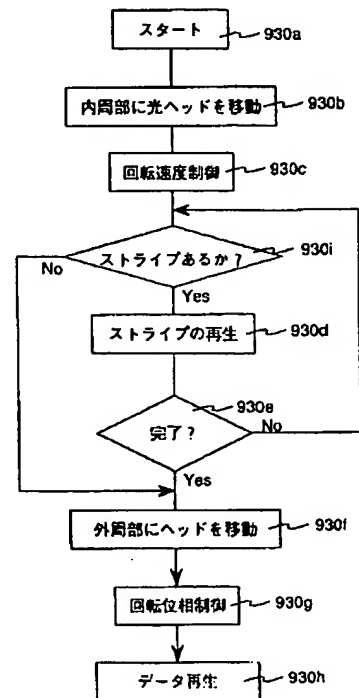 スタート
930a
内周部に光ヘッドを移動
930b
回転速度制御
930c
ストライプあるか?
930i
No
Yes
ストライプの再生
930d
完了?
930e
No
Yes
外周部にヘッドを移動
930f
回転位相制御
930g
データ再生
930h